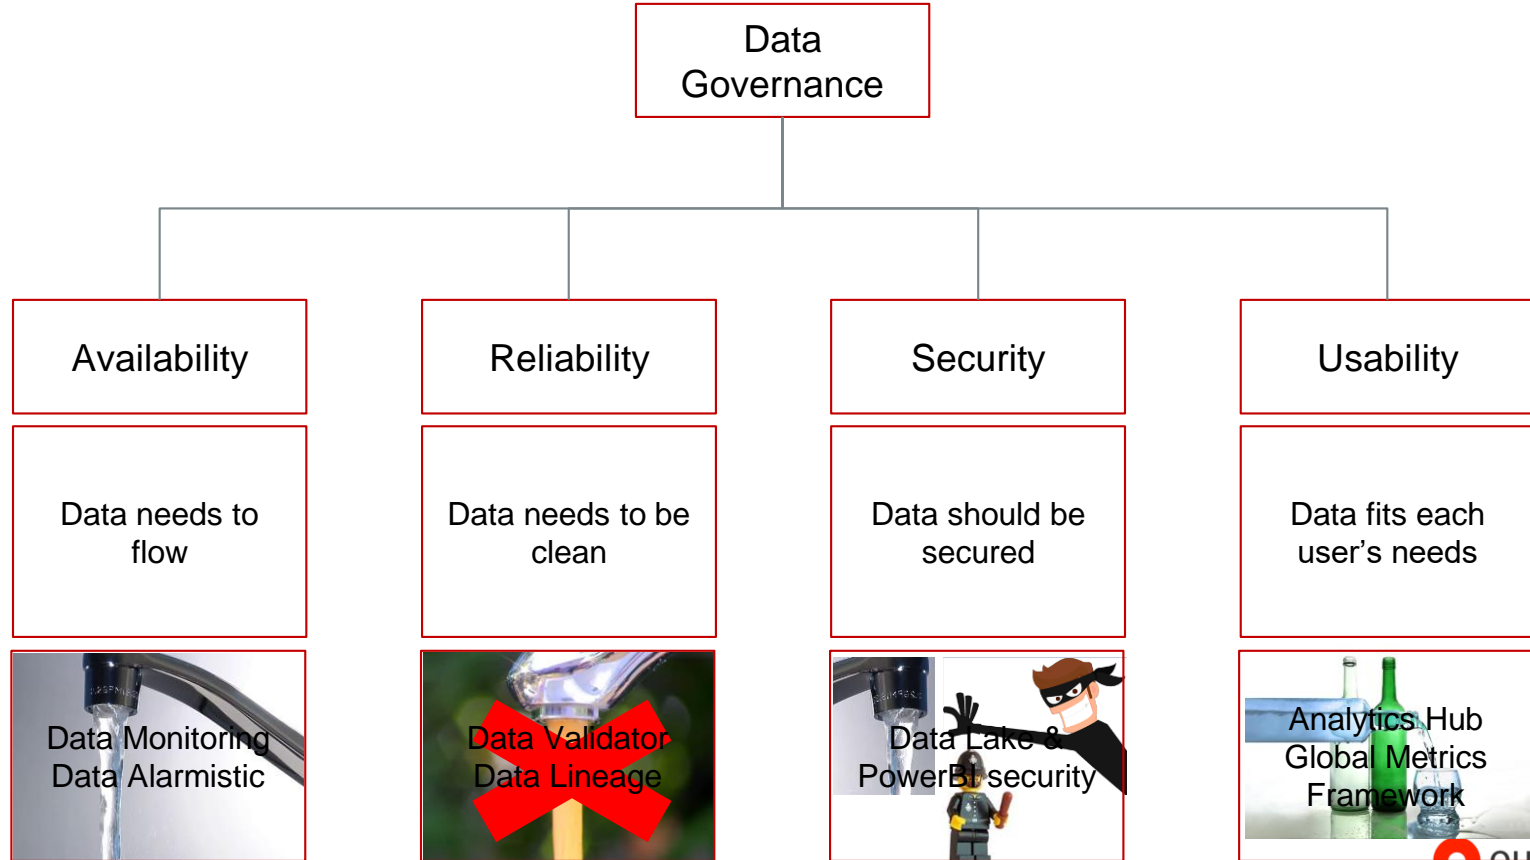 Data
Governance
Availability
Reliability
Security
Usability
Data needs to
flow
Data needs to be
clean
Data should be
secured
Data fits each
user’s needs
Data Monitoring
Data Alarmistic
Data Validator
Data Lineage
Data Lake &
PowerBI security
Analytics Hub
Global Metrics
Framework